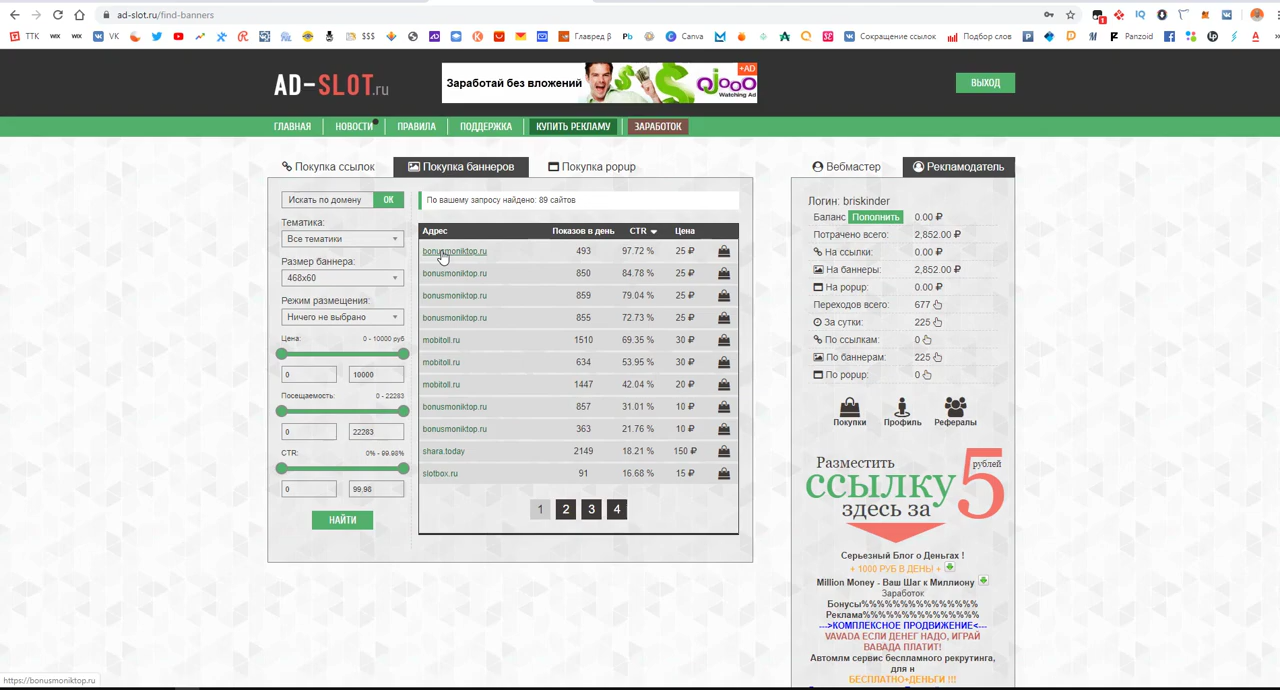 ad-slot.ru/find-banners
ТТК
WiX
WiX
VK
$$$
Главред β
Pb
Canva
Сокращение ссылок
Подбор слов
Panzoid
AD-SLOT.ru
Заработай без вложений
+AD
QJOOO
Watching Ad
ВЫХОД
ГЛАВНАЯ
НОВОСТИ
ПРАВИЛА
ПОДДЕРЖКА
КУПИТЬ РЕКЛАМУ
ЗАРАБОТОК
Покупка ссылок
Покупка баннеров
Покупка popup
Искать по домену
OK
Тематика:
Все тематики
Размер баннера:
468x60
Режим размещения:
Ничего не выбрано
Цена:
0 - 10000 руб
0
10000
Посещаемость:
0 - 22283
0
22283
CTR:
0% - 99.98%
0
99,98
НАЙТИ
По вашему запросу найдено: 89 сайтов
Адрес Показов в день CTR Цена
bonusmoniktop.ru 493 97.72 % 25 ₽
bonusmoniktop.ru 850 84.78 % 25 ₽
bonusmoniktop.ru 859 79.04 % 25 ₽
bonusmoniktop.ru 855 72.73 % 25 ₽
mobitoll.ru 1510 69.35 % 30 ₽
mobitoll.ru 634 53.95 % 30 ₽
mobitoll.ru 1447 42.04 % 20 ₽
bonusmoniktop.ru 857 31.01 % 10 ₽
bonusmoniktop.ru 363 21.76 % 10 ₽
shara.today 2149 18.21 % 150 ₽
slotbox.ru 91 16.68 % 15 ₽
1 2 3 4
Вебмастер
Рекламодатель
Логин: briskinder
Баланс Пополнить 0.00 ₽
Потрачено всего: 2,852.00 ₽
На ссылки: 0.00 ₽
На баннеры: 2,852.00 ₽
На popup: 0.00 ₽
Переходов всего: 677
За сутки: 225
По ссылкам: 0
По баннерам: 225
По popup: 0
Покупки
Профиль
Рефералы
Разместить
ссылку
здесь за
5
рублей
Серьезный Блог о Деньгах !
+ 1000 РУБ В ДЕНЬ! +
Million Money - Ваш Шаг к Миллиону
Заработок
Бонусы%%%%%%%%%%%%%%%
Реклама%%%%%%%%%%%%%%%
--->КОМПЛЕКСНОЕ ПРОДВИЖЕНИЕ<---
VAVADA ЕСЛИ ДЕНЕГ НАДО, ИГРАЙ
ВАВАДА ПЛАТИТ!
Автомлм сервис бесплатного рекрутинга,
для н
БЕСПЛАТНО+ДЕНЬГИ !!!
https://bonusmoniktop.ru